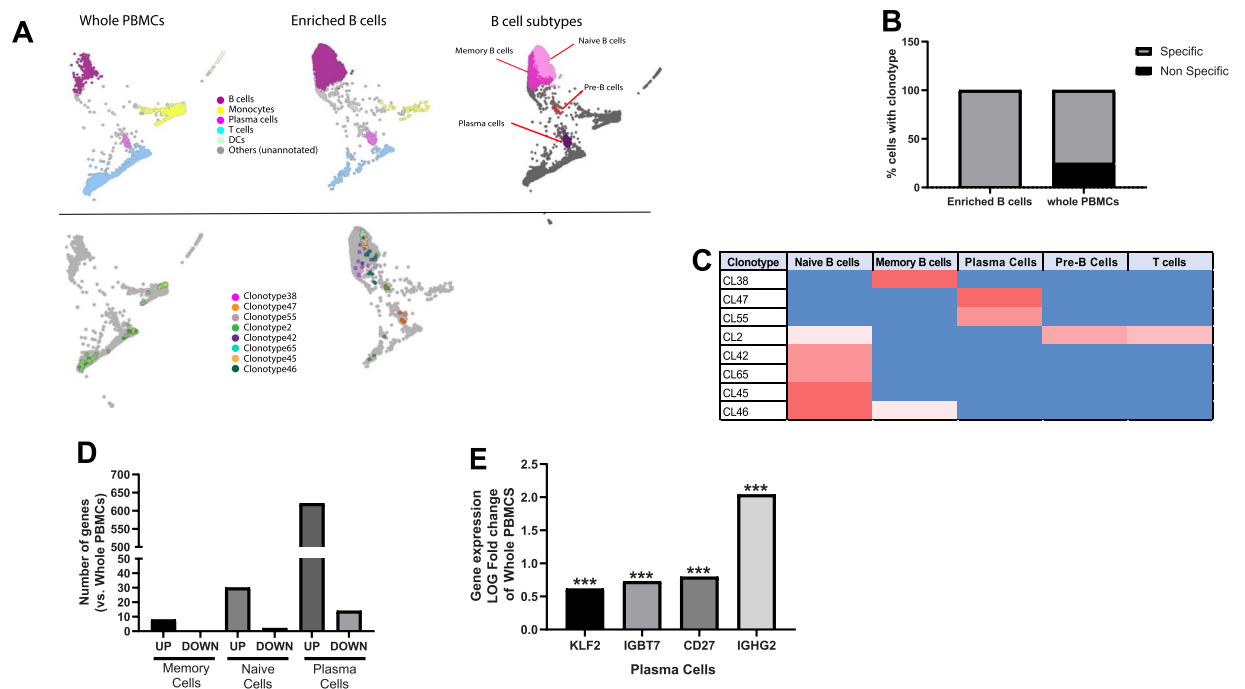 A
Whole PBMCs
Enriched B cells
B cell subtypes
Memory B cells
Naive B cells
Pre-B cells
Plasma cells
B cells
Monocytes
Plasma cells
T cells
DCs
Others (unannotated)
Clonotype38
Clonotype47
Clonotype55
Clonotype2
Clonotype42
Clonotype65
Clonotype45
Clonotype46
B
% cells with clonotype
150
100
50
0
Enriched B cells
whole PBMCs
Specific
Non Specific
C
Clonotype Naive B cells Memory B cells Plasma Cells Pre-B Cells T cells
CL38
CL47
CL55
CL2
CL42
CL65
CL45
CL46
D
Number of genes
(vs. Whole PBMCs)
700
650
600
550
500
50
40
30
20
10
0
UP DOWN UP DOWN UP DOWN
Memory
Cells
Naive
Cells
Plasma
Cells
E
Gene expression
LOG Fold change
of Whole PBMCS
2.5
2.0
1.5
1.0
0.5
0.0
***
***
***
***
KLF2 IGBT7 CD27 IGHG2
Plasma Cells